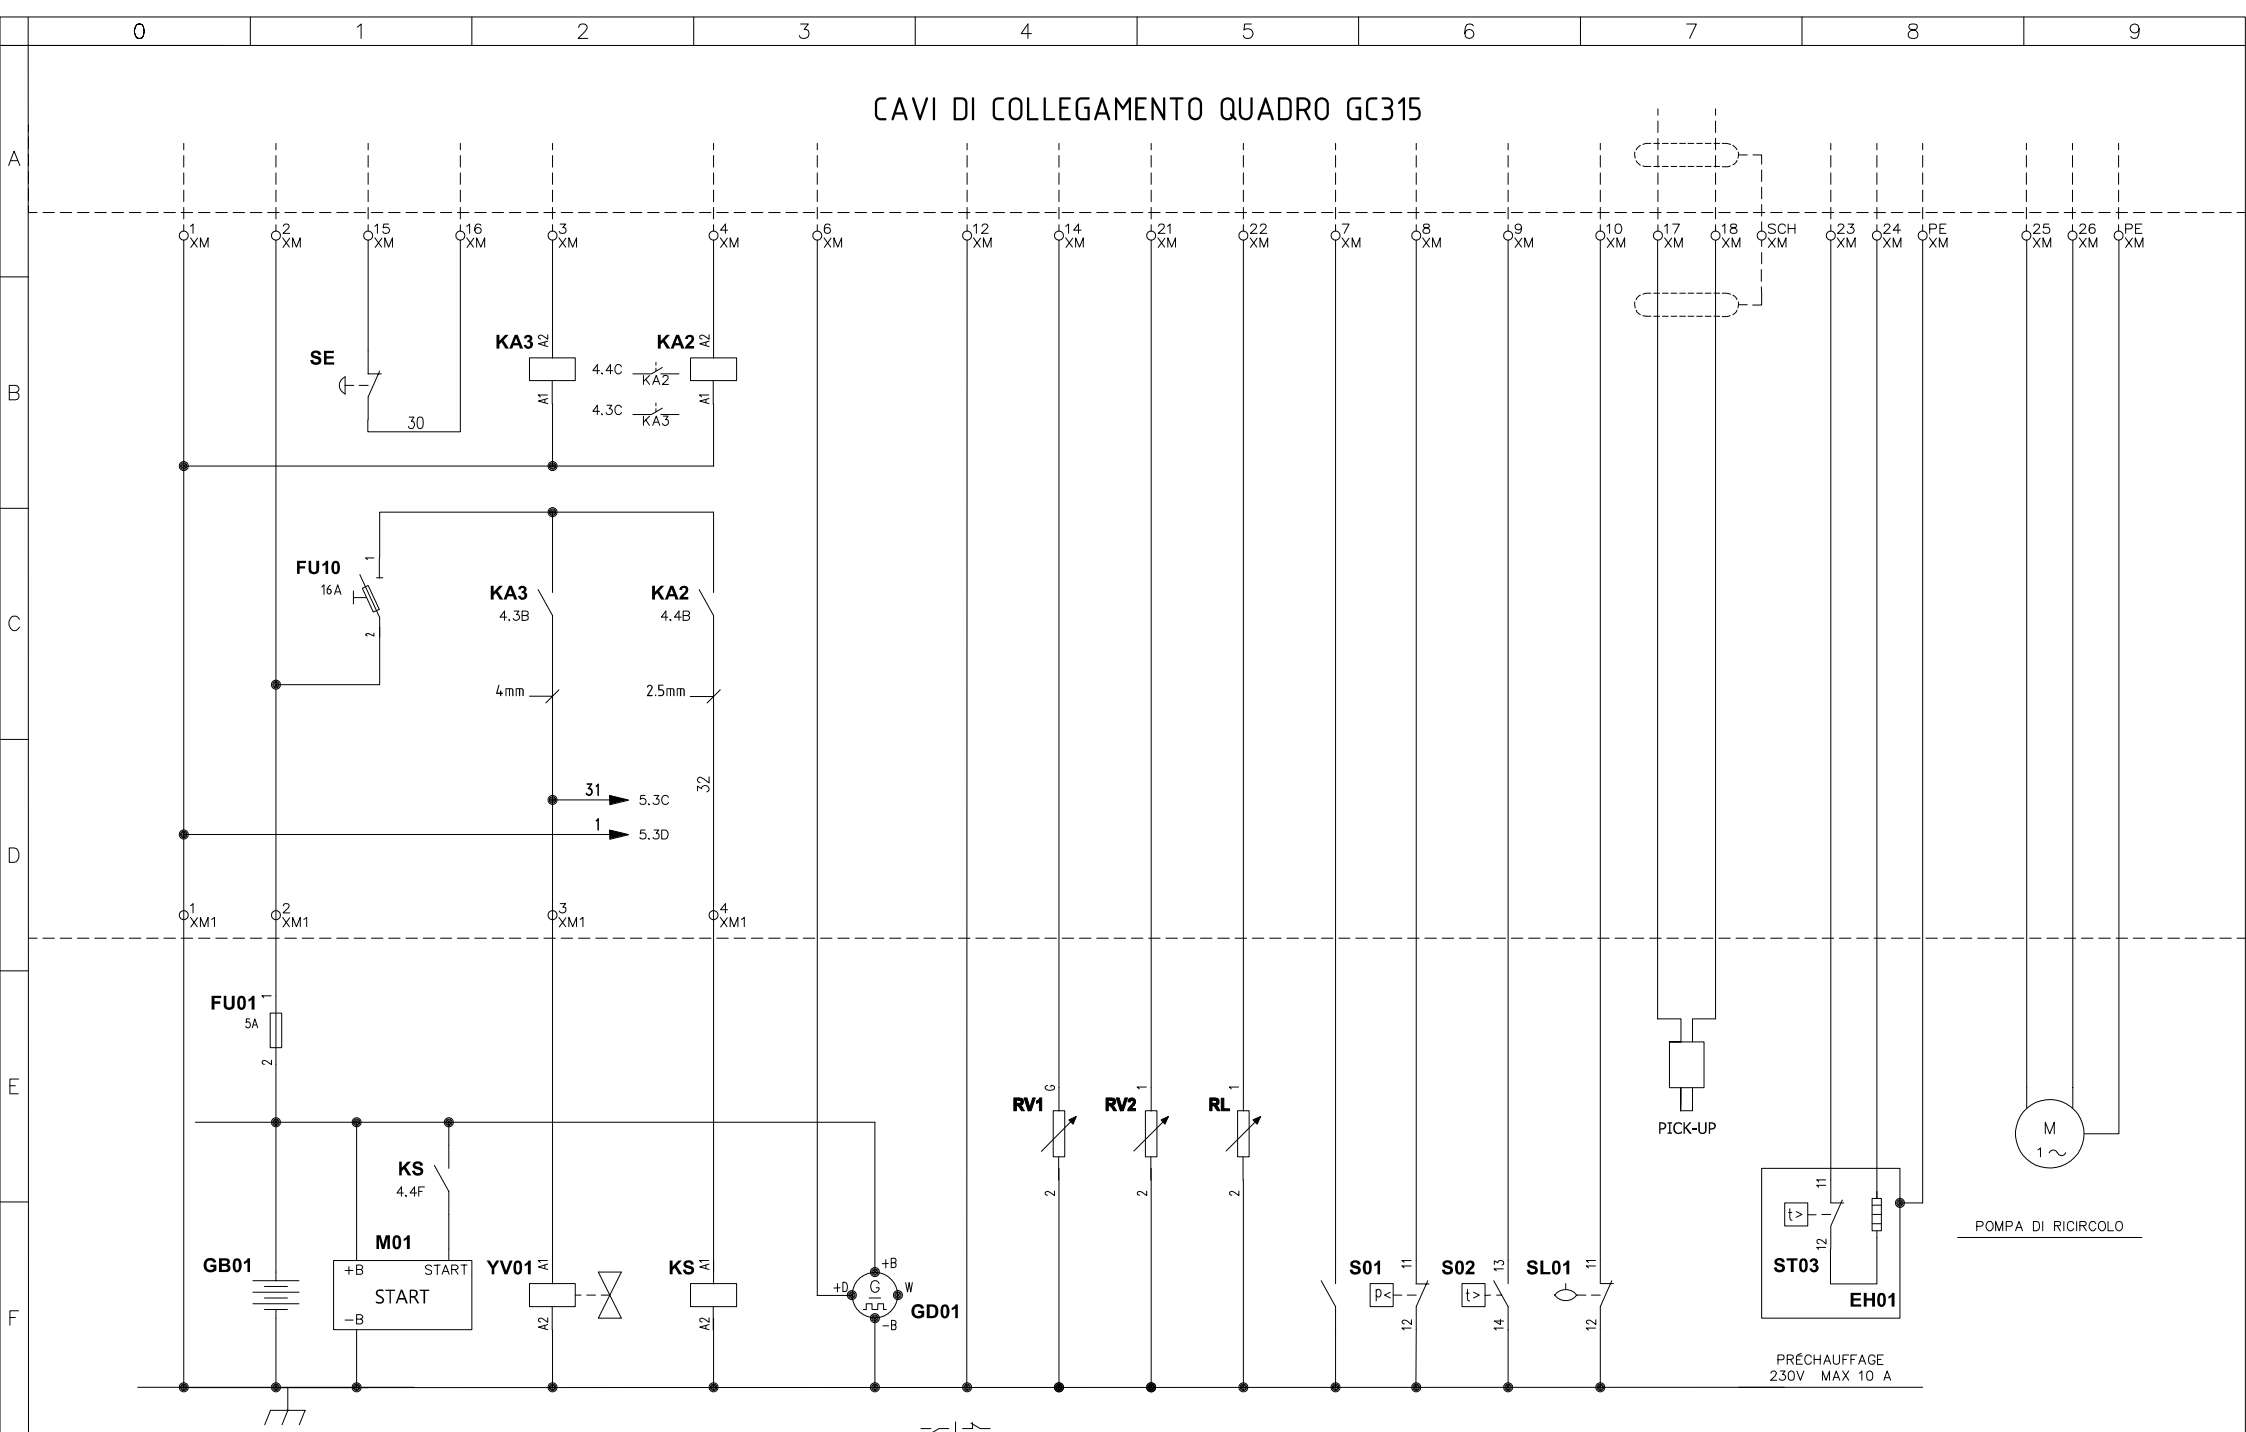 0 1 2 3 4 5 6 7 8 9
CAVI DI COLLEGAMENTO QUADRO GC315
A
1 2 15 16 3 4 6 12 14 21 22 7 8 9 10 17 18 SCH 23 24 PE 25 26 PE
XM XM XM XM XM XM XM XM XM XM XM XM XM XM XM XM XM XM XM XM XM XM XM XM
KA3 A2 KA2 A2
SE
4.4C KA2
B
A1 A1
4.3C KA3
30
FU10 1
16A
2
KA3
4.3B
KA2
4.4B
C
4mm 2.5mm
32
31 5.3C
1 5.3D
D
1 2 3 4
XM1 XM1 XM1 XM1
FU01 1
5A
2
E
RV1 G
2
RV2 1
2
RL 1
2
PICK-UP
M
1~
KS
4.4F
11
t>
12
ST03
EH01
POMPA DI RICIRCOLO
GB01
M01
+B START
START
-B
YV01 A1
A2
KS A1
A2
+B
+D G W
-B
GD01
S01 11
P<
12
S02 13
t>
14
SL01 11
12
F
PRÉCHAUFFAGE
230V MAX 10 A